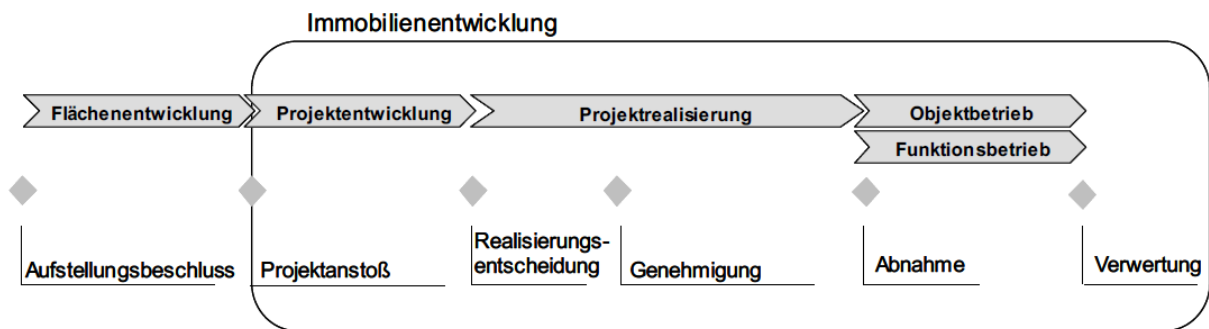 Immobilienentwicklung
Flächenentwicklung
Projektentwicklung
Projektrealisierung
Objektbetrieb
Funktionsbetrieb
Aufstellungsbeschluss
Projektanstoß
Realisierungs-
entscheidung
Genehmigung
Abnahme
Verwertung